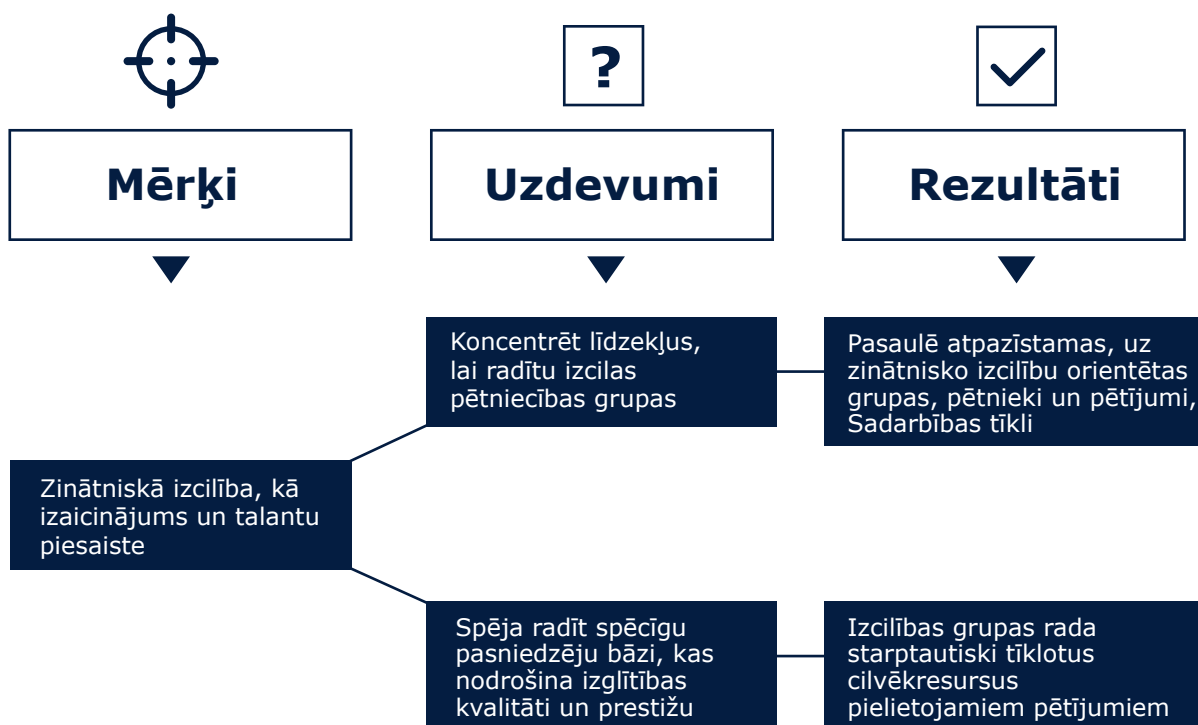 ?
Mērķi
Uzdevumi
Rezultāti
Koncentrēt līdzekļus,
lai radītu izcilas
pētniecības grupas
Pasaulē atpazīstamas, uz
zinātnisko izcilību orientētas
grupas, pētnieki un pētījumi,
Sadarbības tīkli
Zinātniskā izcilība, kā
izaicinājums un talantu
piesaiste
Spēja radīt spēcīgu
pasniedzēju bāzi, kas
nodrošina izglītības
kvalitāti un prestižu
Izcilības grupas rada
starptautiski tīklotus
cilvēkresursus
pielietojamiem pētījumiem